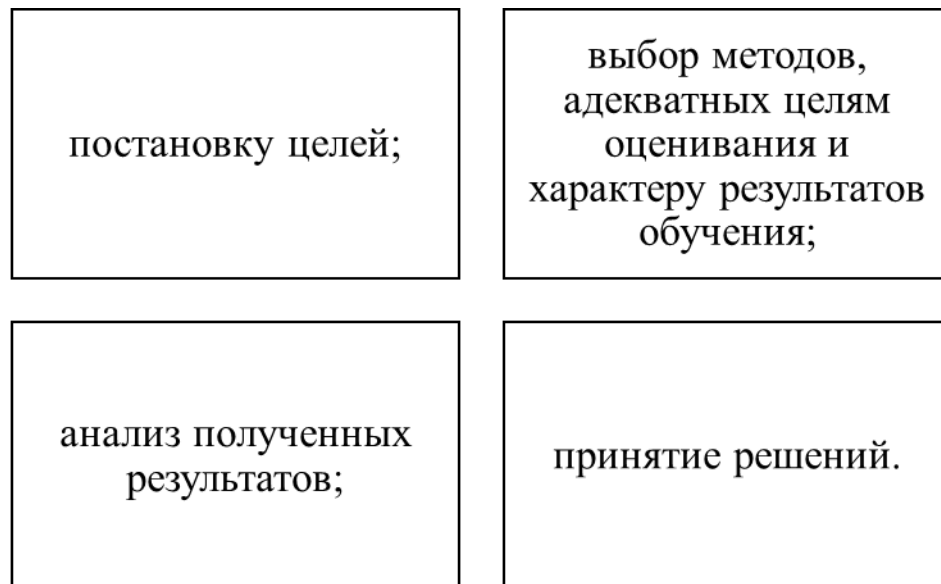 постановку целей;
выбор методов,
адекватных целям
оценивания и
характеру результатов
обучения;
анализ полученных
результатов;
принятие решений.